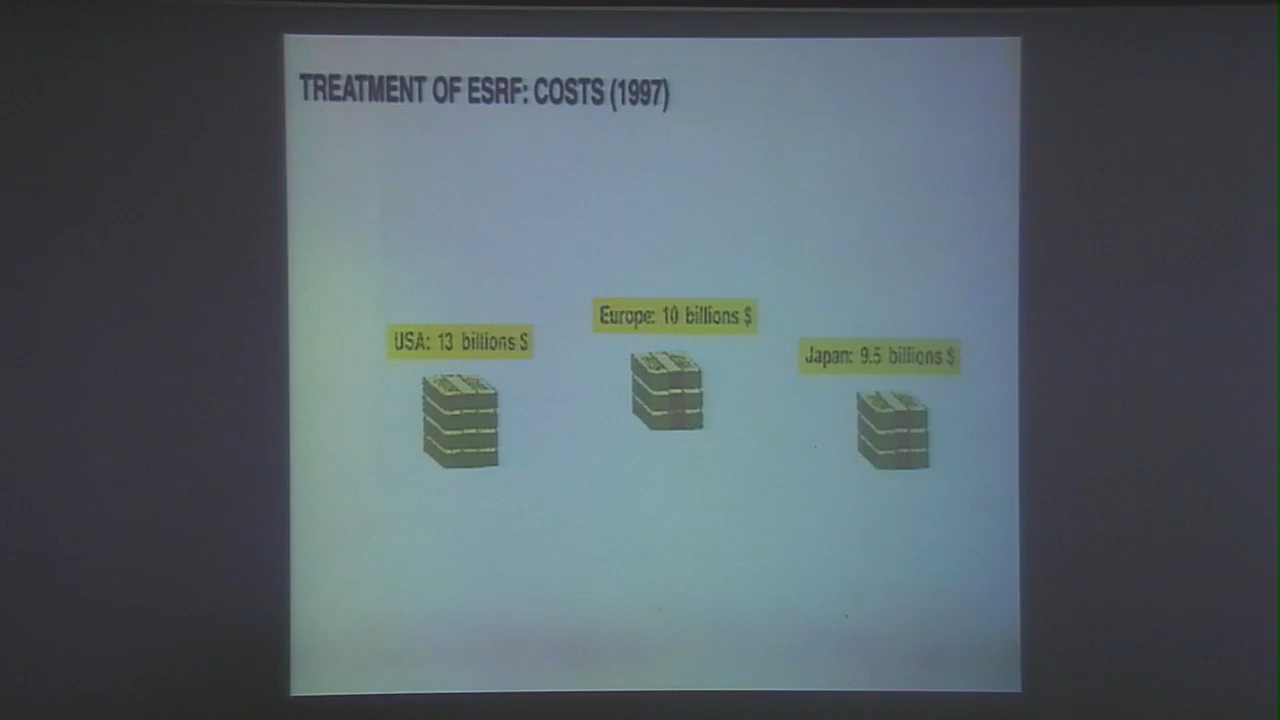 TREATMENT OF ESRF: COSTS (1997)
USA: 13 billions $
Europe: 10 billions $
Japan: 9.5 billions $